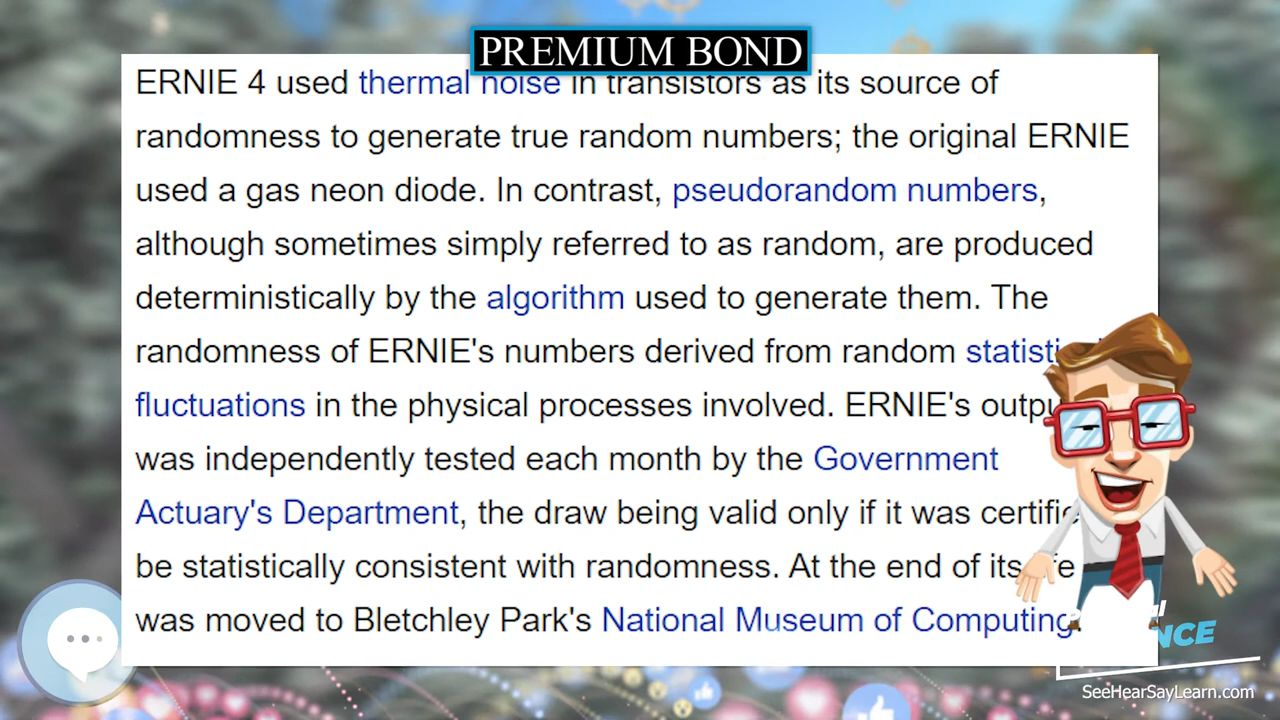 PREMIUM BOND
ERNIE 4 used thermal noise in transistors as its source of
randomness to generate true random numbers; the original ERNIE
used a gas neon diode. In contrast, pseudorandom numbers,
although sometimes simply referred to as random, are produced
deterministically by the algorithm used to generate them. The
randomness of ERNIE's numbers derived from random
fluctuations in the physical processes involved. ERNIE's
was independently tested each month by the Government
Actuary's Department, the draw being valid only if it was
be statistically consistent with randomness. At the end of its
was moved to Bletchley Park's National Museum of Computing.
SeeHearSayLearn.com